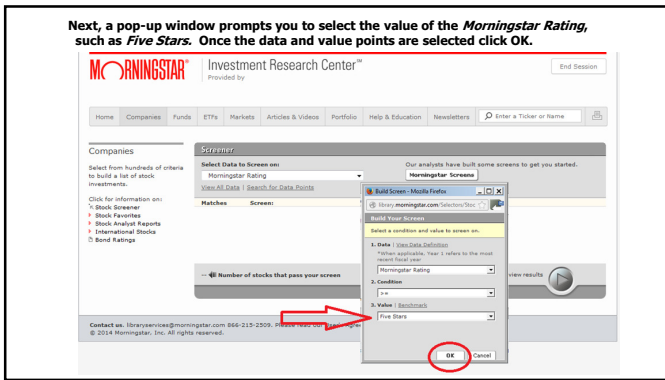 Next, a pop-up window prompts you to select the value of the Morningstar Rating,
such as Five Stars. Once the data and value points are selected click OK.
MORNINGSTAR® Investment Research Center℠
Provided by
End Session
Home Companies Funds ETFs Markets Articles & Videos Portfolio Help & Education Newsletters Enter a Ticker or Name
Companies
Select from hundreds of criteria
to build a list of stock
investments.
Click for information on:
Stock Screener
Stock Favorites
Stock Analyst Reports
International Stocks
Bond Ratings
Screener
Select Data to Screen on:
Morningstar Rating
View All Data | Search for Data Points
Our analysts have built some screens to get you started.
Morningstar Screens
Matches Screen:
-- Number of stocks that pass your screen
view results
Build Screen - Mozilla Firefox
library.morningstar.com/Selectors/Stoc
Build Your Screen
Select a condition and value to screen on.
1. Data | View Data Definition
*When applicable, Year 1 refers to the most
recent fiscal year
Morningstar Rating
2. Condition
>=
3. Value | Benchmark
Five Stars
OK Cancel
Contact us. libraryservices@morningstar.com 866-215-2509. Please read our User's Agre
© 2014 Morningstar, Inc. All rights reserved.